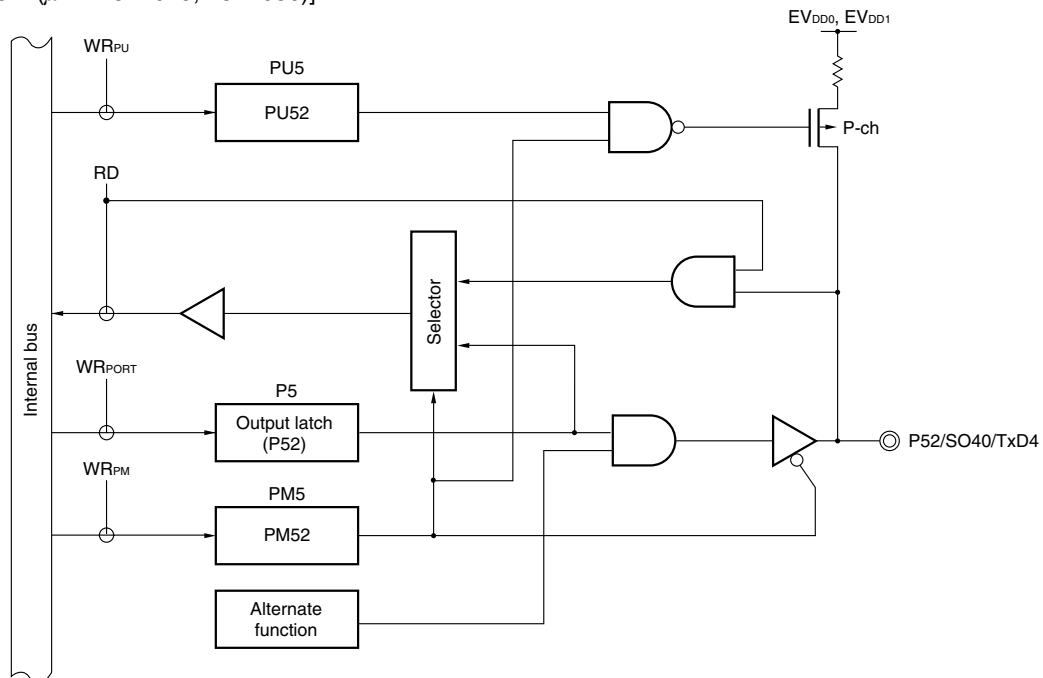 EVDD0, EVDD1
WRPU
PU5
PU52
P-ch
RD
Selector
Internal bus
WRPORT
P5
Output latch
(P52)
P52/SO40/TxD4
WRPM
PM5
PM52
Alternate
function